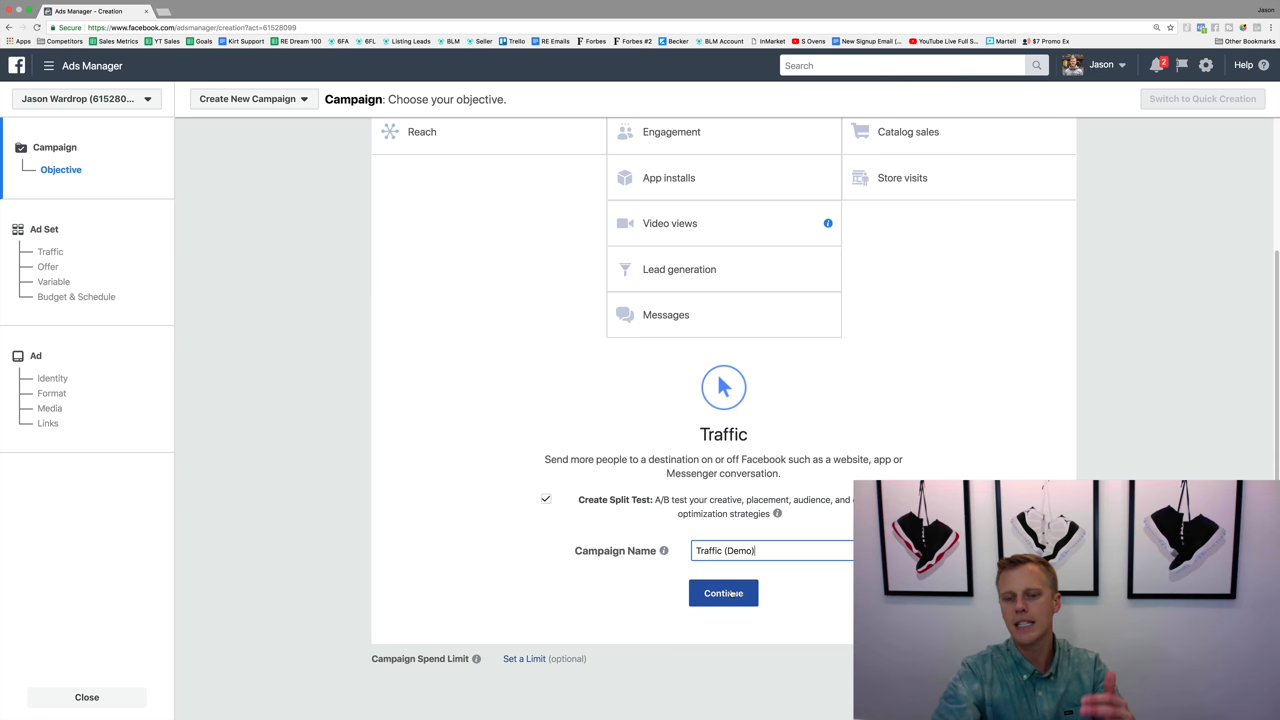 Ads Manager - Creation ×
Jason
Secure https://www.facebook.com/adsmanager/creation?act=61528099
Apps Competitors Sales Metrics YT Sales Goals Kirt Support RE Dream 100 6FA 6FL Listing Leads BLM Seller Trello RE Emails Forbes Forbes #2 Becker BLM Account InMarket S Ovens New Signup Email (... YouTube Live Full S... Martell $7 Promo Ex Other Bookmarks
Ads Manager Search Jason 2 Help
Jason Wardrop (615280... Create New Campaign Campaign: Choose your objective. Switch to Quick Creation
Campaign
Objective
Ad Set
Traffic
Offer
Variable
Budget & Schedule
Ad
Identity
Format
Media
Links
Close
Reach Engagement Catalog sales
App installs Store visits
Video views
Lead generation
Messages
Traffic
Send more people to a destination on or off Facebook such as a website, app or
Messenger conversation.
Create Split Test: A/B test your creative, placement, audience, and
optimization strategies
Campaign Name Traffic (Demo)
Continue
Campaign Spend Limit Set a Limit (optional)